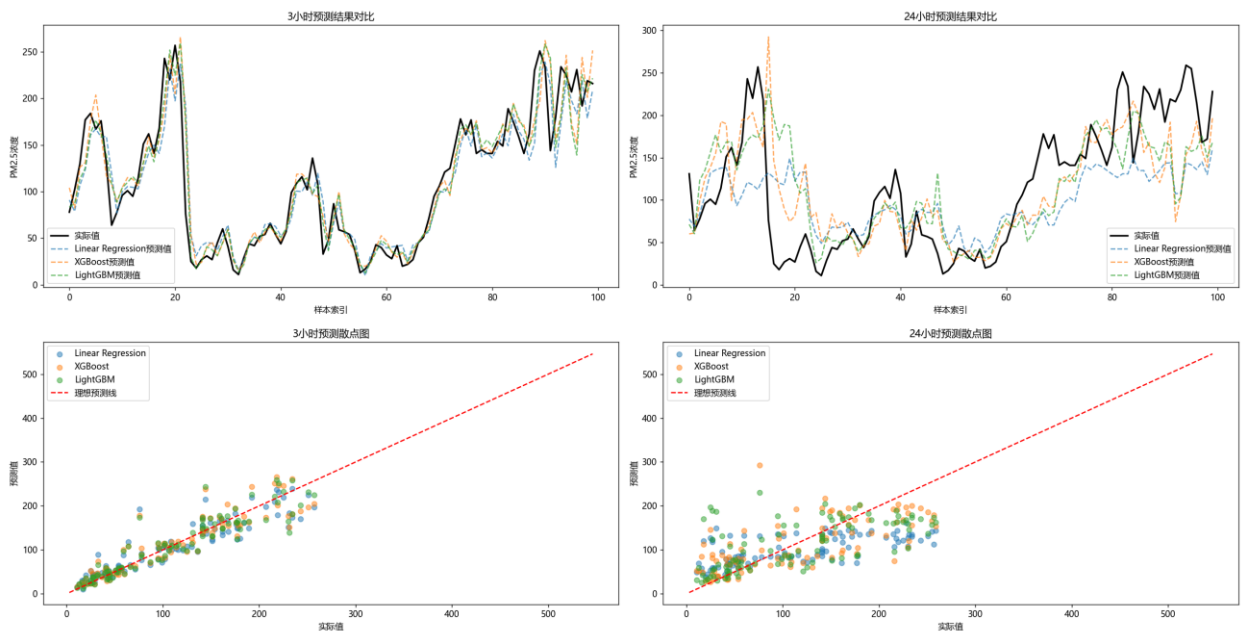 3小时预测结果对比
PM2.5浓度
250
200
150
100
50
0
实际值
Linear Regression预测值
XGBoost预测值
LightGBM预测值
0 20 40 60 80 100
样本索引
24小时预测结果对比
PM2.5浓度
300
250
200
150
100
50
0
实际值
Linear Regression预测值
XGBoost预测值
LightGBM预测值
0 20 40 60 80 100
样本索引
3小时预测散点图
预测值
500
400
300
200
100
0
Linear Regression
XGBoost
LightGBM
理想预测线
0 100 200 300 400 500
实际值
24小时预测散点图
预测值
500
400
300
200
100
0
Linear Regression
XGBoost
LightGBM
理想预测线
0 100 200 300 400 500
实际值